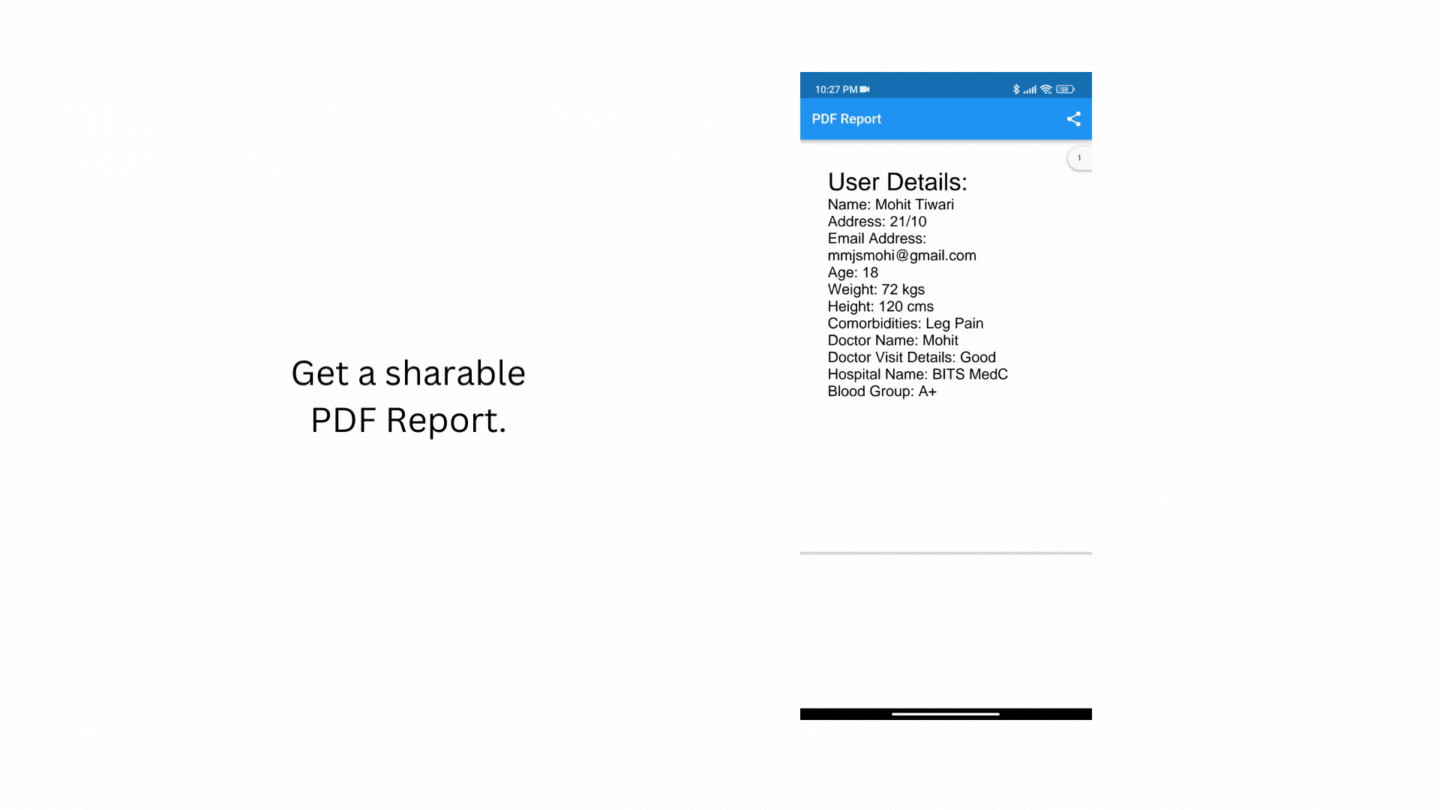 Get a sharable
PDF Report.
10:27 PM
PDF Report
1
User Details:
Name: Mohit Tiwari
Address: 21/10
Email Address:
mmjsmohi@gmail.com
Age: 18
Weight: 72 kgs
Height: 120 cms
Comorbidities: Leg Pain
Doctor Name: Mohit
Doctor Visit Details: Good
Hospital Name: BITS MedC
Blood Group: A+